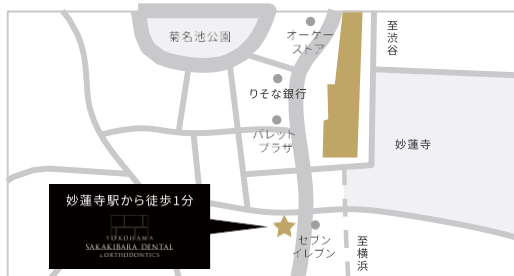 菊名池公園
オーケー
ストア
至渋谷
りそな銀行
パレット
プラザ
妙蓮寺
妙蓮寺駅から徒歩1分
YOKOHAMA
SAKAKIBARA DENTAL
& ORTHODONTICS
セブン
イレブン
至横浜